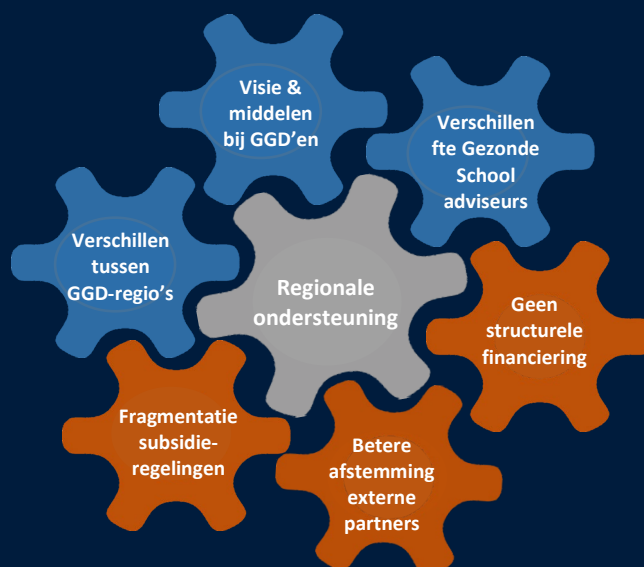 Visie &
middelen
bij GGD'en
Verschillen
fte Gezonde
School
adviseurs
Verschillen
tussen
GGD-regio's
Regionale
ondersteuning
Geen
structurele
financiering
Fragmentatie
subsidie-
regelingen
Betere
afstemming
externe
partners